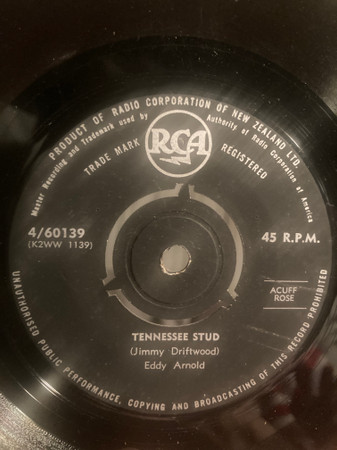 PRODUCT OF RADIO CORPORATION OF NEW ZEALAND LTD.
Master Recording and Trademark used by Authority of Radio Corporation of America
TRADE MARK RCA REGISTERED
4/60139 45 R.P.M.
(K2WW 1139)
ACUFF
ROSE
TENNESSEE STUD
(Jimmy Driftwood)
Eddy Arnold
UNAUTHORISED PUBLIC PERFORMANCE, COPYING AND BROADCASTING OF THIS RECORD PROHIBITED